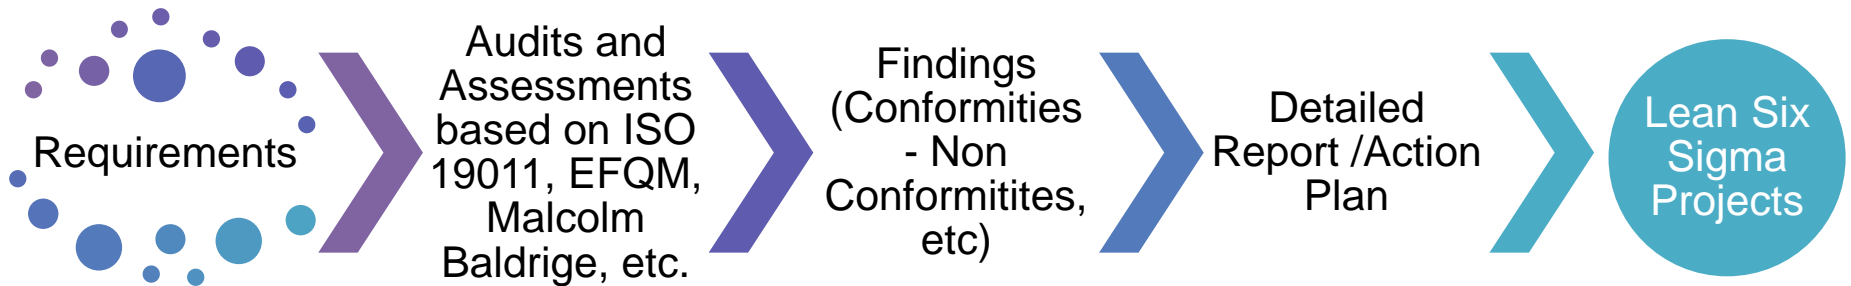 Requirements
Audits and
Assessments
based on ISO
19011, EFQM,
Malcolm
Baldrige, etc.
Findings
(Conformities
- Non
Conformitites,
etc)
Detailed
Report /Action
Plan
Lean Six
Sigma
Projects